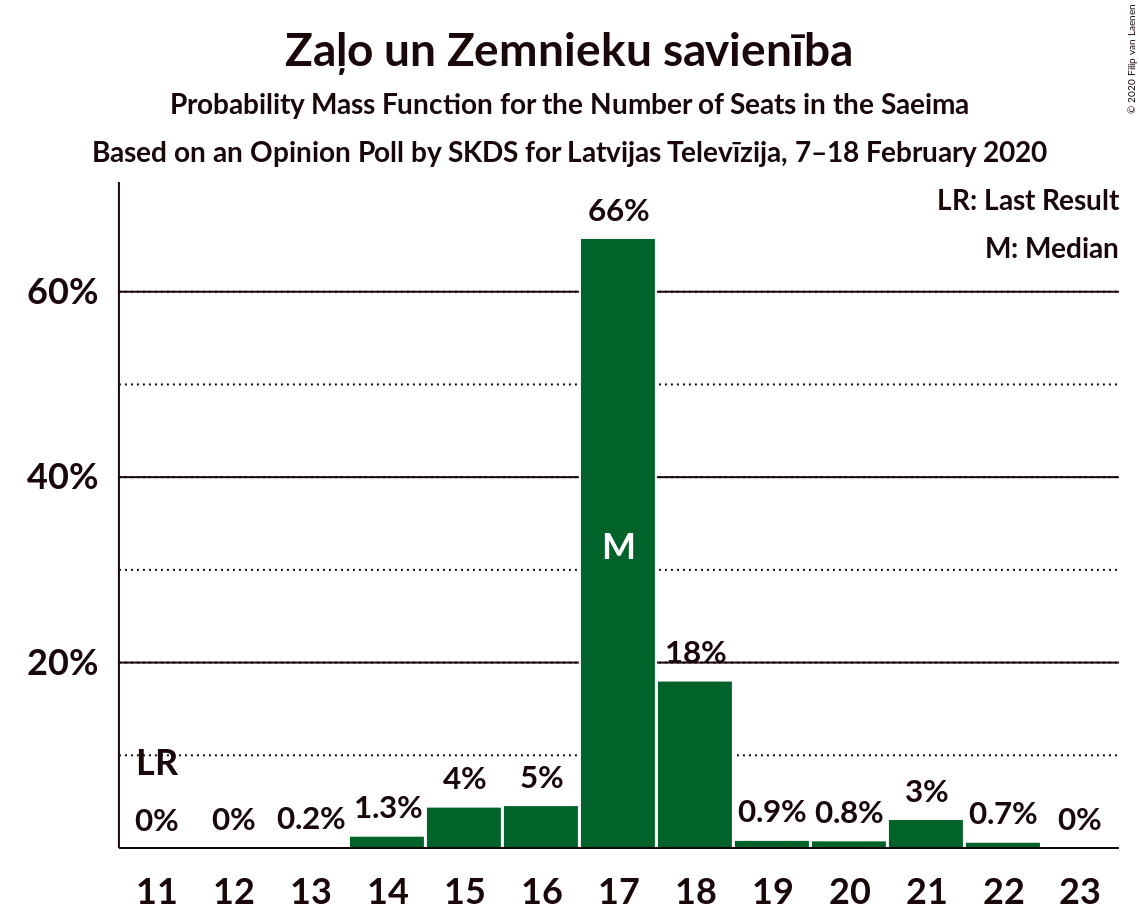 Zaļo un Zemnieku savienība
Probability Mass Function for the Number of Seats in the Saeima
Based on an Opinion Poll by SKDS for Latvijas Televīzija, 7–18 February 2020
© 2020 Filip van Laenen
LR: Last Result
M: Median
66%
60%
40%
M
20%
18%
LR
0%
0%
0.2%
1.3%
4%
5%
0.9%
0.8%
3%
0.7%
0%
11 12 13 14 15 16 17 18 19 20 21 22 23